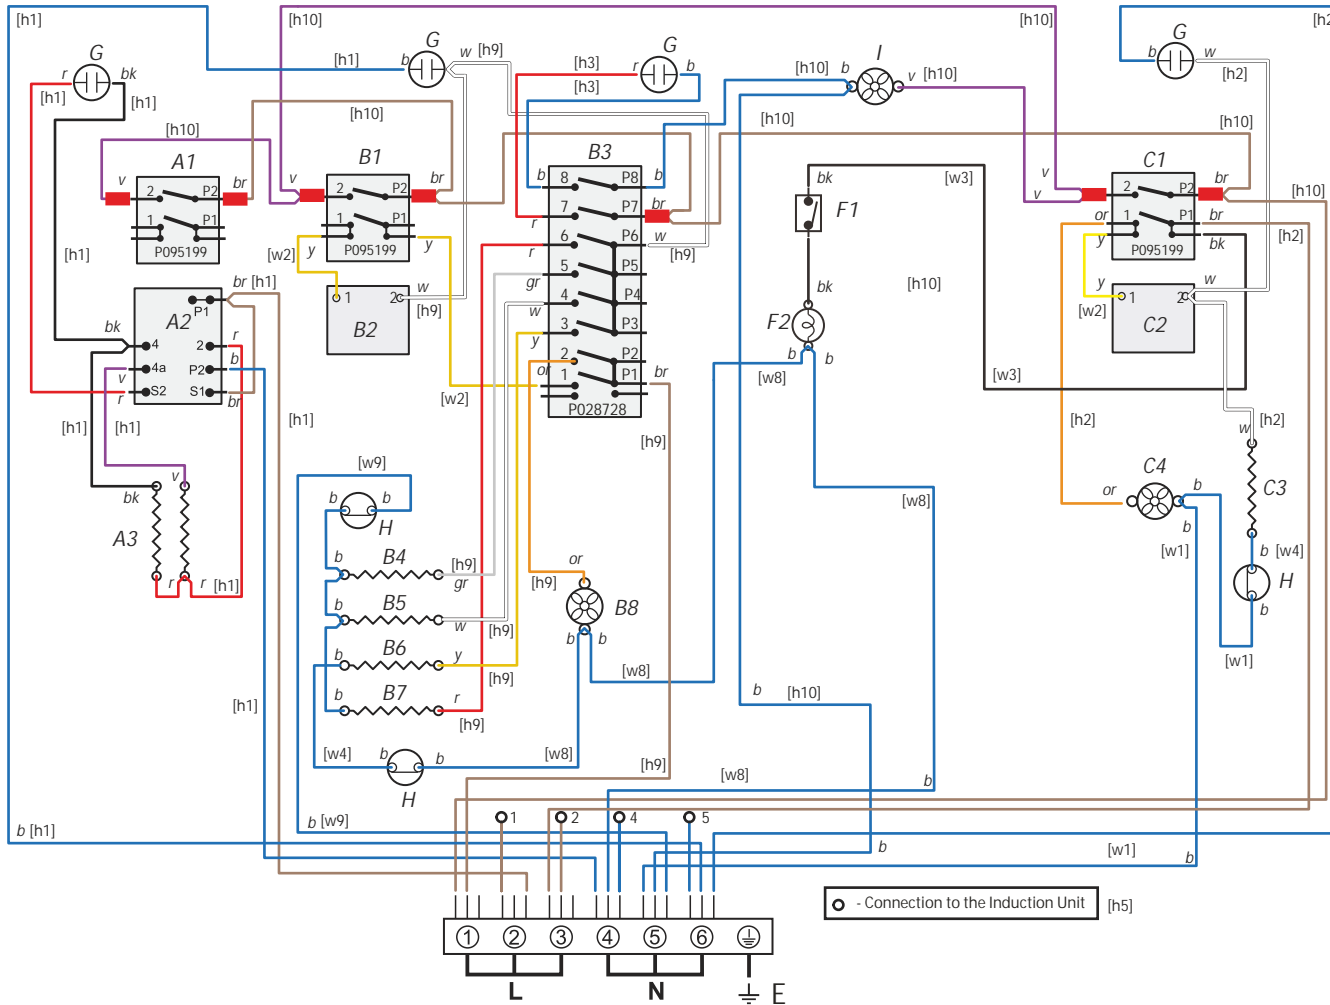 [h1] [h10] [h10] [h2
G b w [h9] G G
[h1] r b b w
r bk [h3] [h10] b I v [h10] [h2]
[h1] [h1] [h3]
[h10] [h10] [h10]
[h10]
A1 B1 B3 C1
v 2 P2 br v 2 P2 br b 8 P8 b bk [w3] v v 2 P2 br [h10]
1 P1 1 P1 r 7 P7 br F1 or 1 P1 br
P095199 y P095199 y r 6 P6 w y P095199 bk [h2]
[h1] [w2] [h9]
gr 5 P5
br [h1] 1 2 w w 4 P4 bk [h10] y 1 2 w
P1 B2 [h9] [w2] C2
A2 y 3 P3 F2
bk 4 2 r
4a P2 b 2 P2 b b
v or 1 P1 br [w8] [w3]
r S2 S1 br [w2] P028728
[h1] [h1] [h1] [h9] [h2] w [h2]
[w9] C4
v b b or b C3
bk H [w8] b
A3 b B4 [h9] or [w1] b [w4]
r r [h1] gr [h9] H
b B5 w [h9] B8 b
b B6 y b b
[h9] [w8] [w1]
b B7 r b [h10]
[h1] [h9]
[w4] b b [w8] [h9] [w8] b
H
b [h1] b [w9] 1 2 4 5 b [w1] b
- Connection to the Induction Unit [h5]
1 2 3 4 5 6
L N E